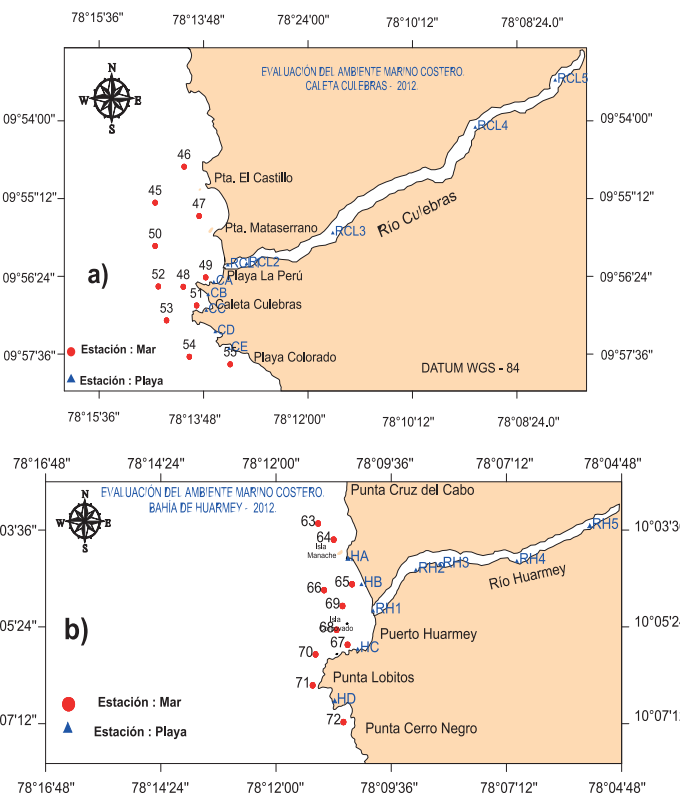 78°15'36" 78°13'48" 78°24'00" 78°10'12" 78°08'24.0"
N
W E
S
EVALUACIÓN DEL AMBIENTE MARINO COSTERO.
CALETA CULEBRAS - 2012.
RCL5
09°54'00" 09°54'00"
RCL4
46
Pta. El Castillo
09°55'12" 09°55'12"
45
47
Río Culebras
Pta. Mataserrano
RCL3
50
RCL2
49
Playa La Perú
09°56'24" 09°56'24"
a)
52 48
CA
51 CB
Caleta Culebras
CC
53
CD
Estación : Mar
54
CE
55
Playa Colorado
09°57'36" 09°57'36"
DATUM WGS - 84
Estación : Playa
78°15'36" 78°13'48" 78°12'00" 78°10'12" 78°08'24.0"
78°16'48" 78°14'24" 78°12'00" 78°09'36" 78°07'12" 78°04'48"
N
W E
S
EVALUACIÓN DEL AMBIENTE MARINO COSTERO.
BAHÍA DE HUARMEY - 2012.
Punta Cruz del Cabo
03'36" 10°03'36
63
RH5
64
Isla
Manache
HA
RH4
RH3
RH2
Río Huarmey
65 HB
66
69
RH1
Isla
68
05'24" 10°05'24
b)
Puerto Huarmey
67
HC
70
Punta Lobitos
71
HD
Estación : Mar
72
Punta Cerro Negro
07'12" 10°07'1
Estación : Playa
78°16'48" 78°14'24" 78°12'00" 78°09'36" 78°07'12" 78°04'48"